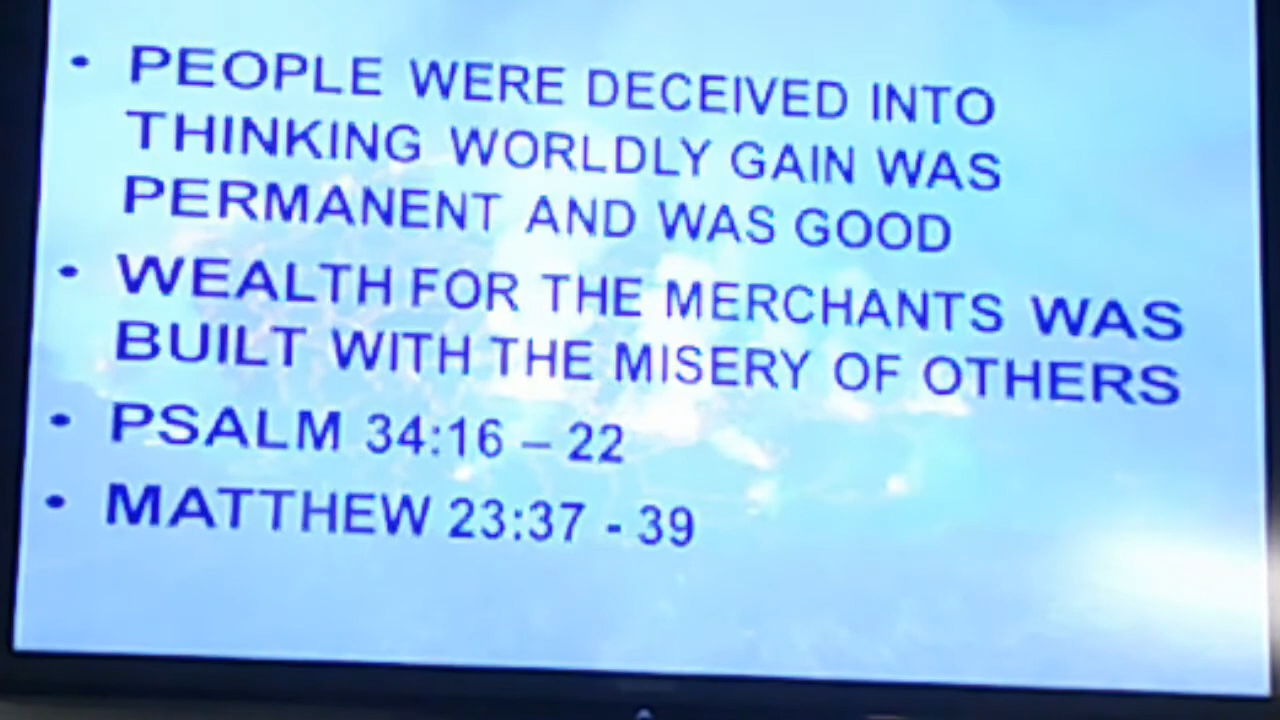 • PEOPLE WERE DECEIVED INTO
THINKING WORLDLY GAIN WAS
PERMANENT AND WAS GOOD
• WEALTH FOR THE MERCHANTS WAS
BUILT WITH THE MISERY OF OTHERS
• PSALM 34:16 – 22
• MATTHEW 23:37 - 39